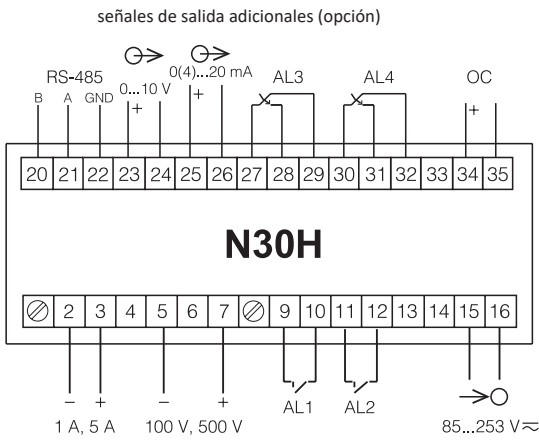 señales de salida adicionales (opción)
RS-485
0...10 V
0(4)...20 mA
AL3
AL4
OC
B A GND + + +
20 21 22 23 24 25 26 27 28 29 30 31 32 33 34 35
N30H
2 3 4 5 6 7 9 10 11 12 13 14 15 16
− + − +
1 A, 5 A
100 V, 500 V
AL1
AL2
85...253 V⎓